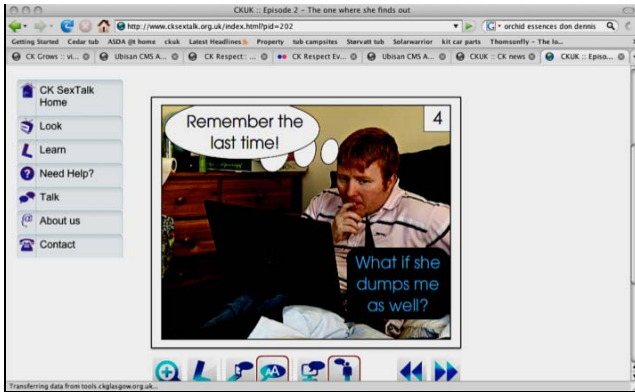 CKUK :: Episode 2 – The one where she finds out
http://www.cksextalk.org.uk/index.html?pid=202
orchid essences don dennis
Getting Started Cedar tub ASDA @t home ckuk Latest Headlines Property tub campsites Starvatt tub Solarwarrior kit car parts Thomsonfly – The lo...
CK Grows :: vi... Ubisan CMS A... CK Respect:: ... CK Respect Ev... Ubisan CMS A... CKUK :: CK news CKUK :: Episo...
CK SexTalk
Home
Look
Learn
Need Help?
Talk
About us
Contact
Remember the
last time!
4
What if she
dumps me
as well?
Transferring data from tools.ckglasgow.org.uk...